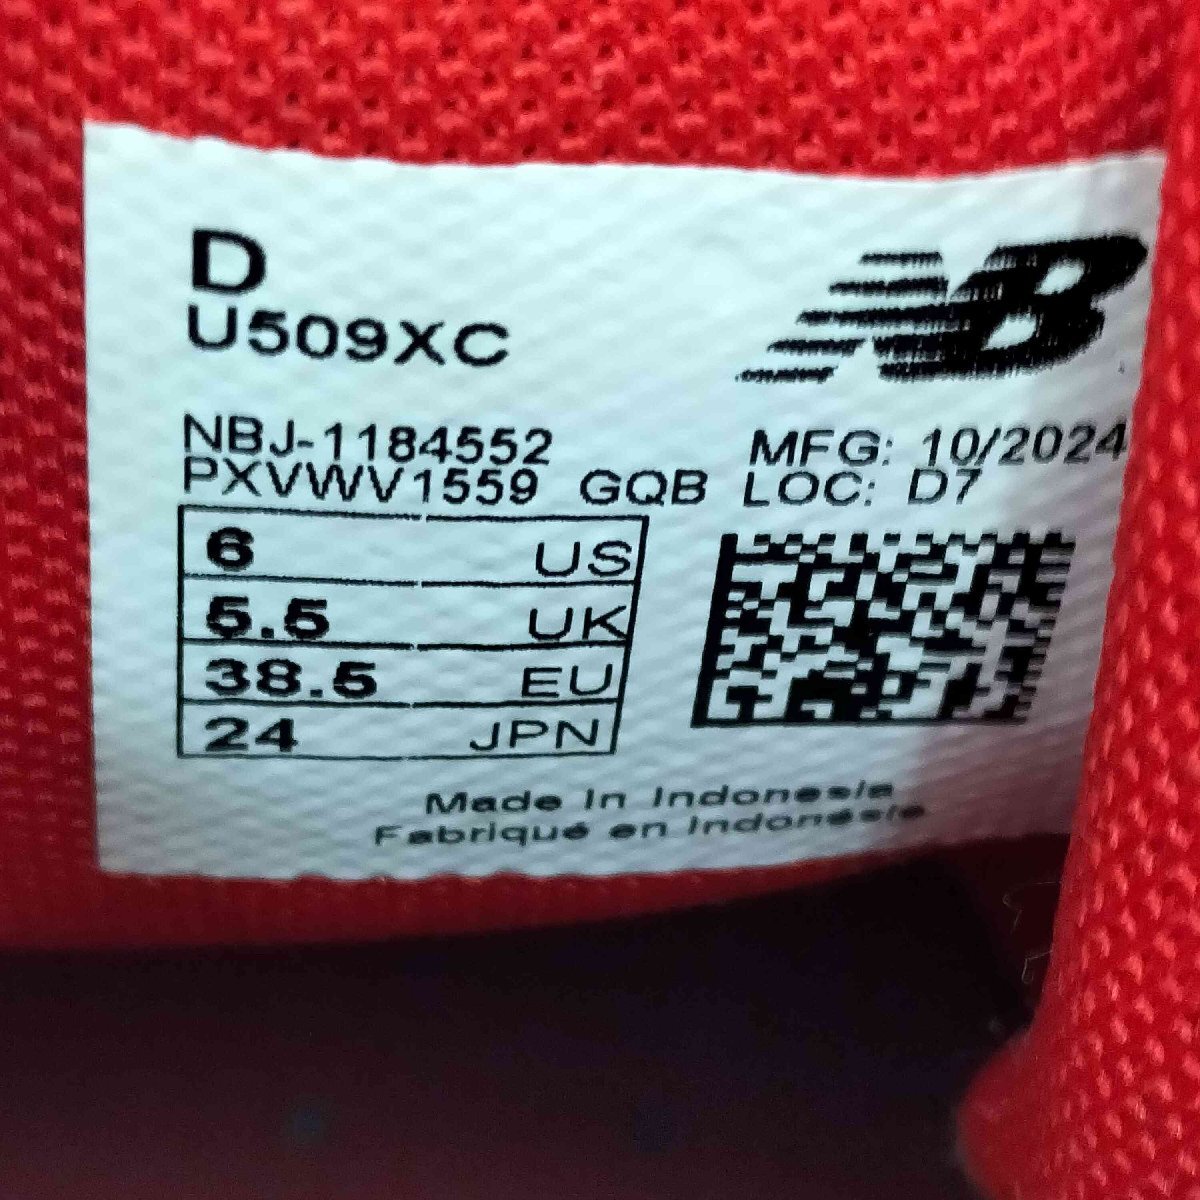 D
U509XC
NB
NBJ-1184552 MFG: 10/2024
PXVWV1559 GQB LOC: D7
6 US
5.5 UK
38.5 EU
24 JPN
Made In Indonesia
Fabriqué en Indonésie